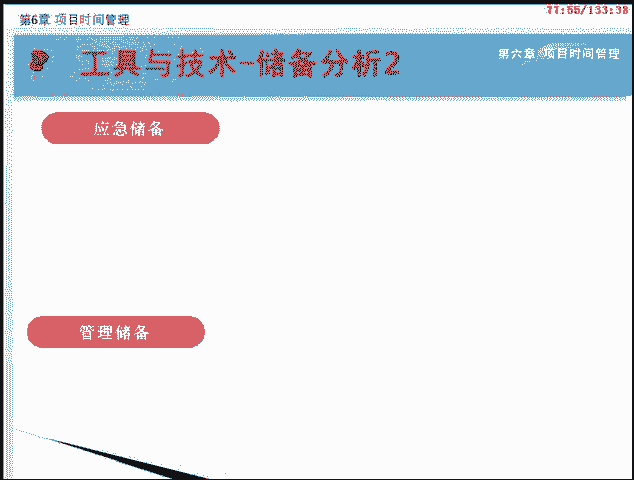 第6章 项目时间管理
77:55/133:38
工具与技术-储备分析2
第六章 项目时间管理
应急储备
管理储备